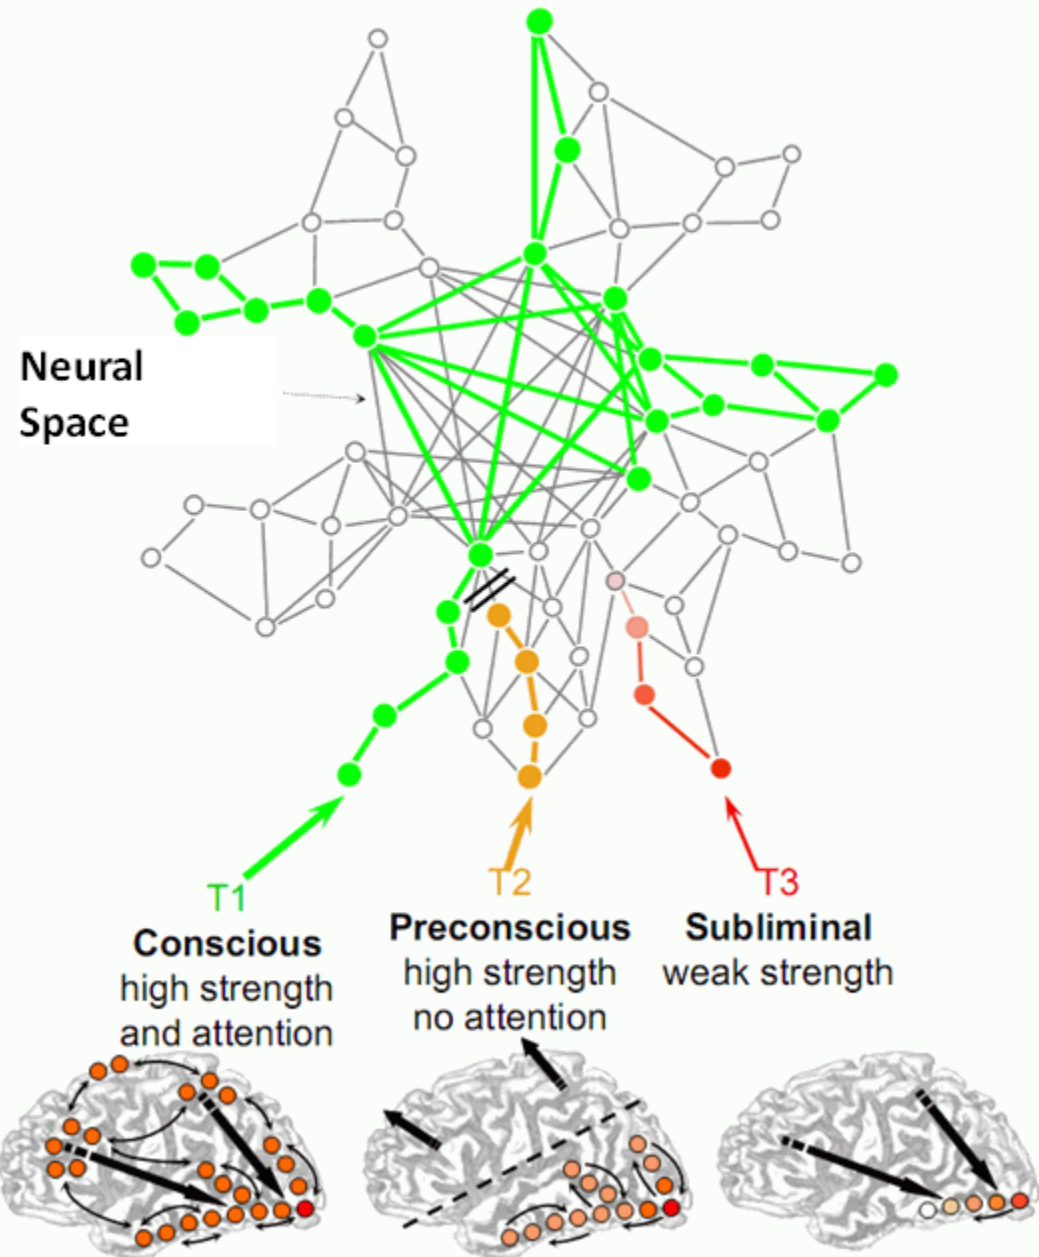 Neural
Space
T1
Conscious
high strength
and attention
T2
Preconscious
high strength
no attention
T3
Subliminal
weak strength